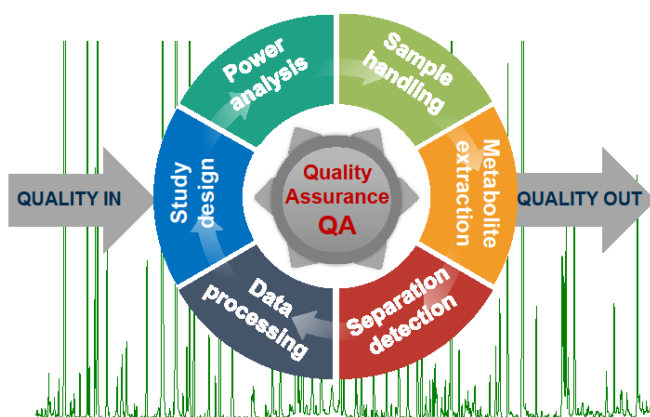 Power
analysis
Sample
handling
QUALITY IN
Study
design
Quality
Assurance
QA
Metabolite
extraction
QUALITY OUT
Data
processing
Separation
detection